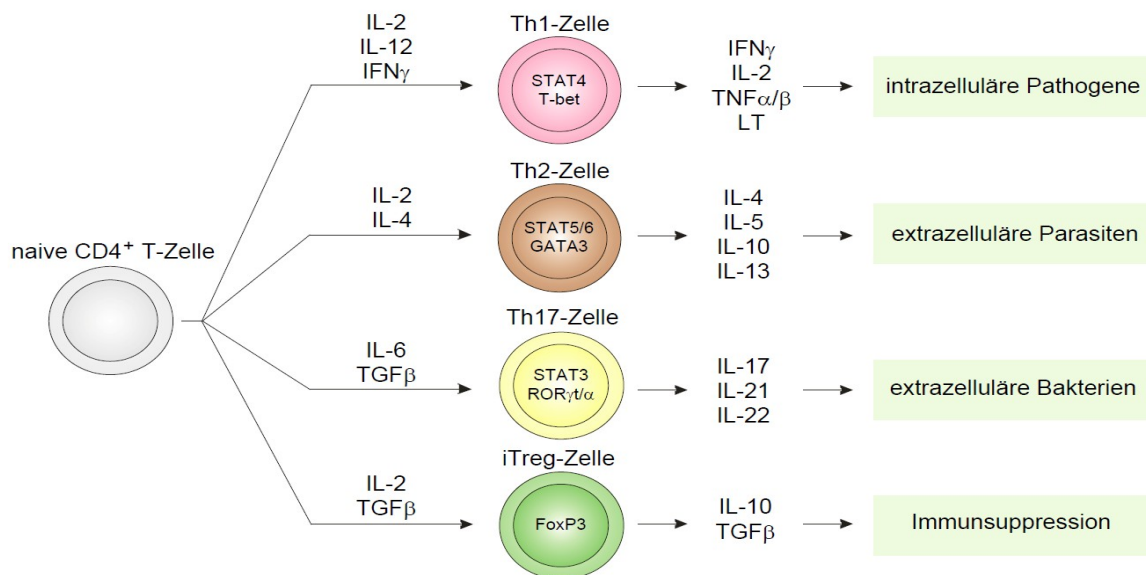 naive CD4+ T-Zelle
IL-2
IL-12
IFNγ
Th1-Zelle
STAT4
T-bet
IFNγ
IL-2
TNFα/β
LT
intrazelluläre Pathogene
IL-2
IL-4
Th2-Zelle
STAT5/6
GATA3
IL-4
IL-5
IL-10
IL-13
extrazelluläre Parasiten
IL-6
TGFβ
Th17-Zelle
STAT3
RORγt/α
IL-17
IL-21
IL-22
extrazelluläre Bakterien
IL-2
TGFβ
iTreg-Zelle
FoxP3
IL-10
TGFβ
Immunsuppression